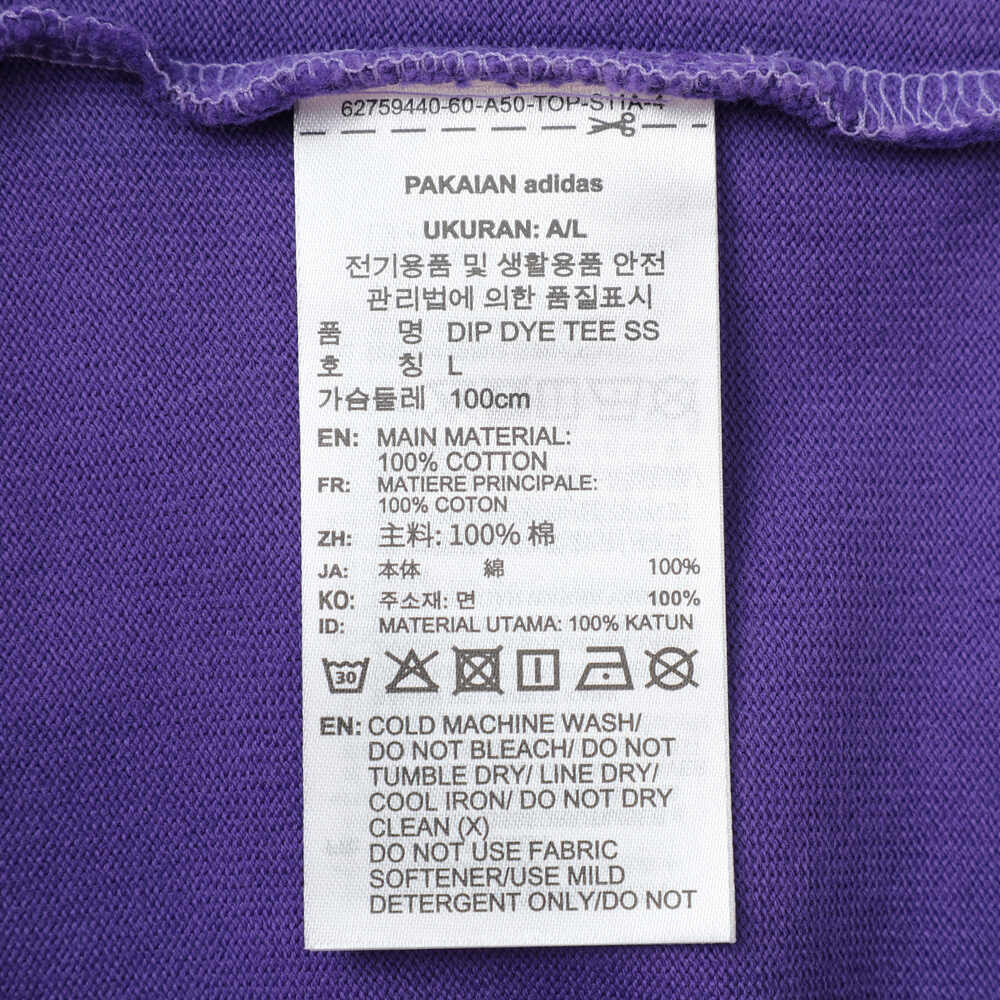 62759440-60-A50-TOP-S11A-4
PAKAIAN adidas
UKURAN: A/L
전기용품 및 생활용품 안전
관리법에 의한 품질표시
품 명 DIP DYE TEE SS
호 칭 L
가슴둘레 100cm
EN: MAIN MATERIAL:
100% COTTON
FR: MATIERE PRINCIPALE:
100% COTON
ZH: 主料: 100% 棉
JA: 本体 綿 100%
KO: 주소재: 면 100%
ID: MATERIAL UTAMA: 100% KATUN
30
EN: COLD MACHINE WASH/
DO NOT BLEACH/ DO NOT
TUMBLE DRY/ LINE DRY/
COOL IRON/ DO NOT DRY
CLEAN (X)
DO NOT USE FABRIC
SOFTENER/USE MILD
DETERGENT ONLY/DO NOT